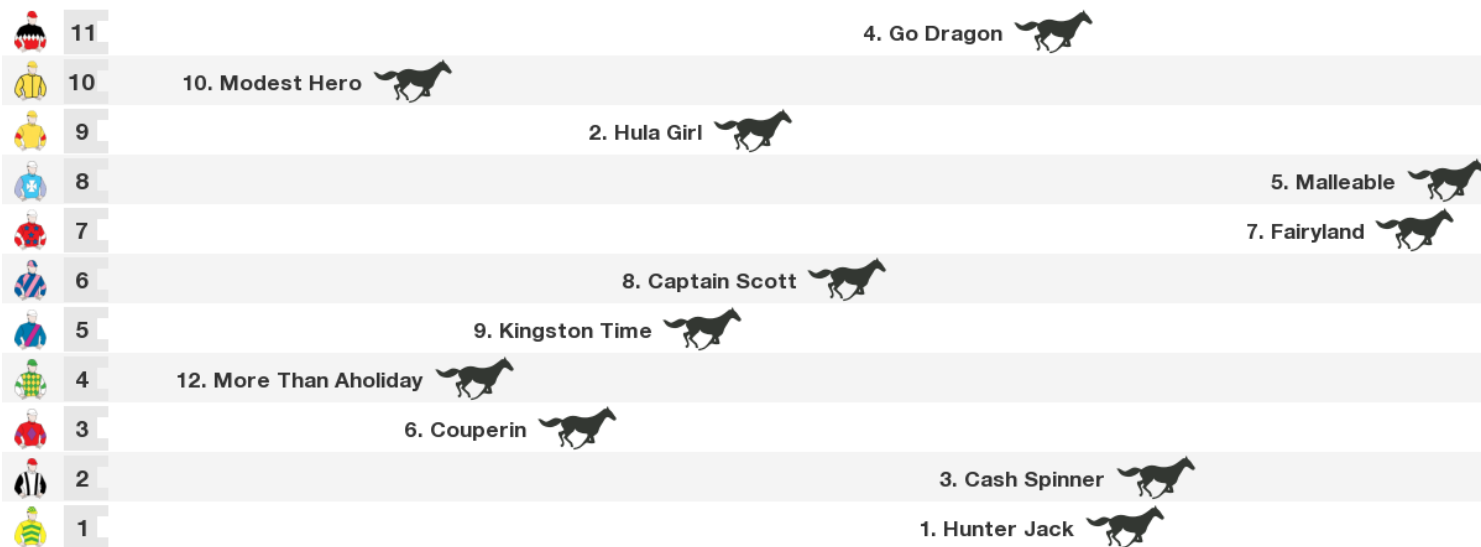 11 4. Go Dragon
10 10. Modest Hero
9 2. Hula Girl
8 5. Malleable
7 7. Fairyland
6 8. Captain Scott
5 9. Kingston Time
4 12. More Than Aholiday
3 6. Couperin
2 3. Cash Spinner
1 1. Hunter Jack